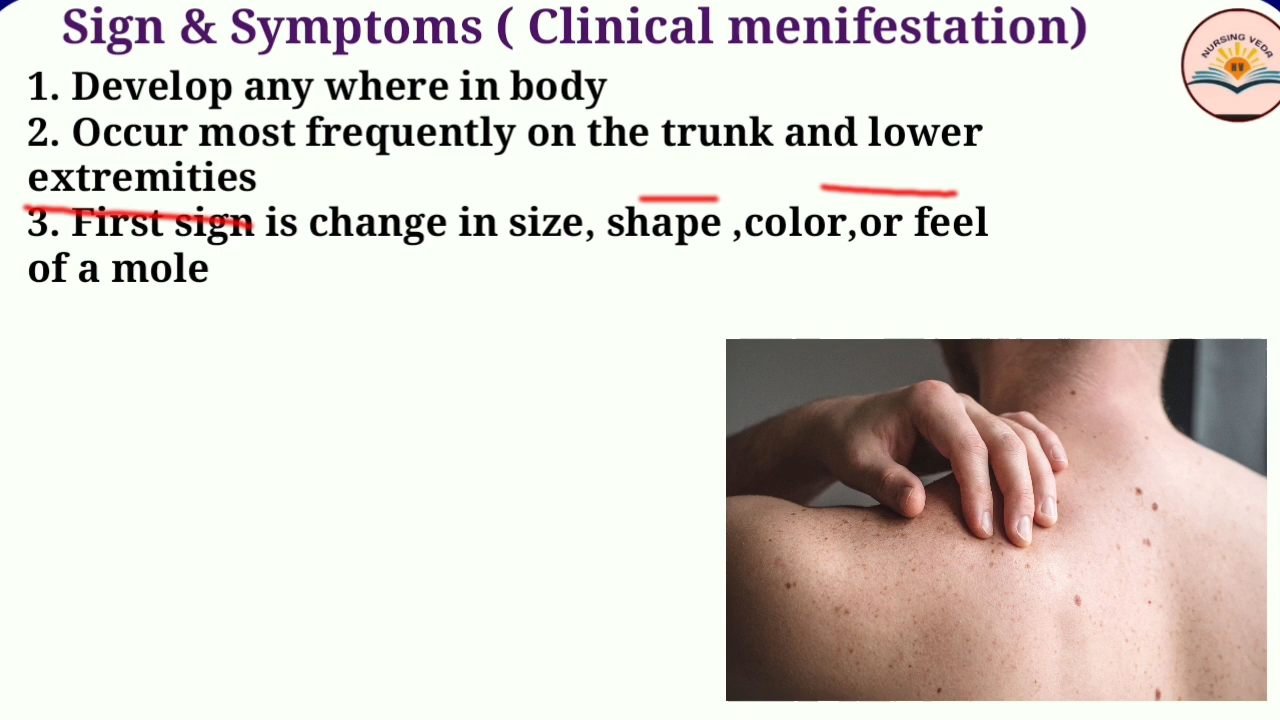 Sign & Symptoms ( Clinical menifestation)
NURSING VEDA
NV
1. Develop any where in body
2. Occur most frequently on the trunk and lower
extremities
3. First sign is change in size, shape ,color,or feel
of a mole